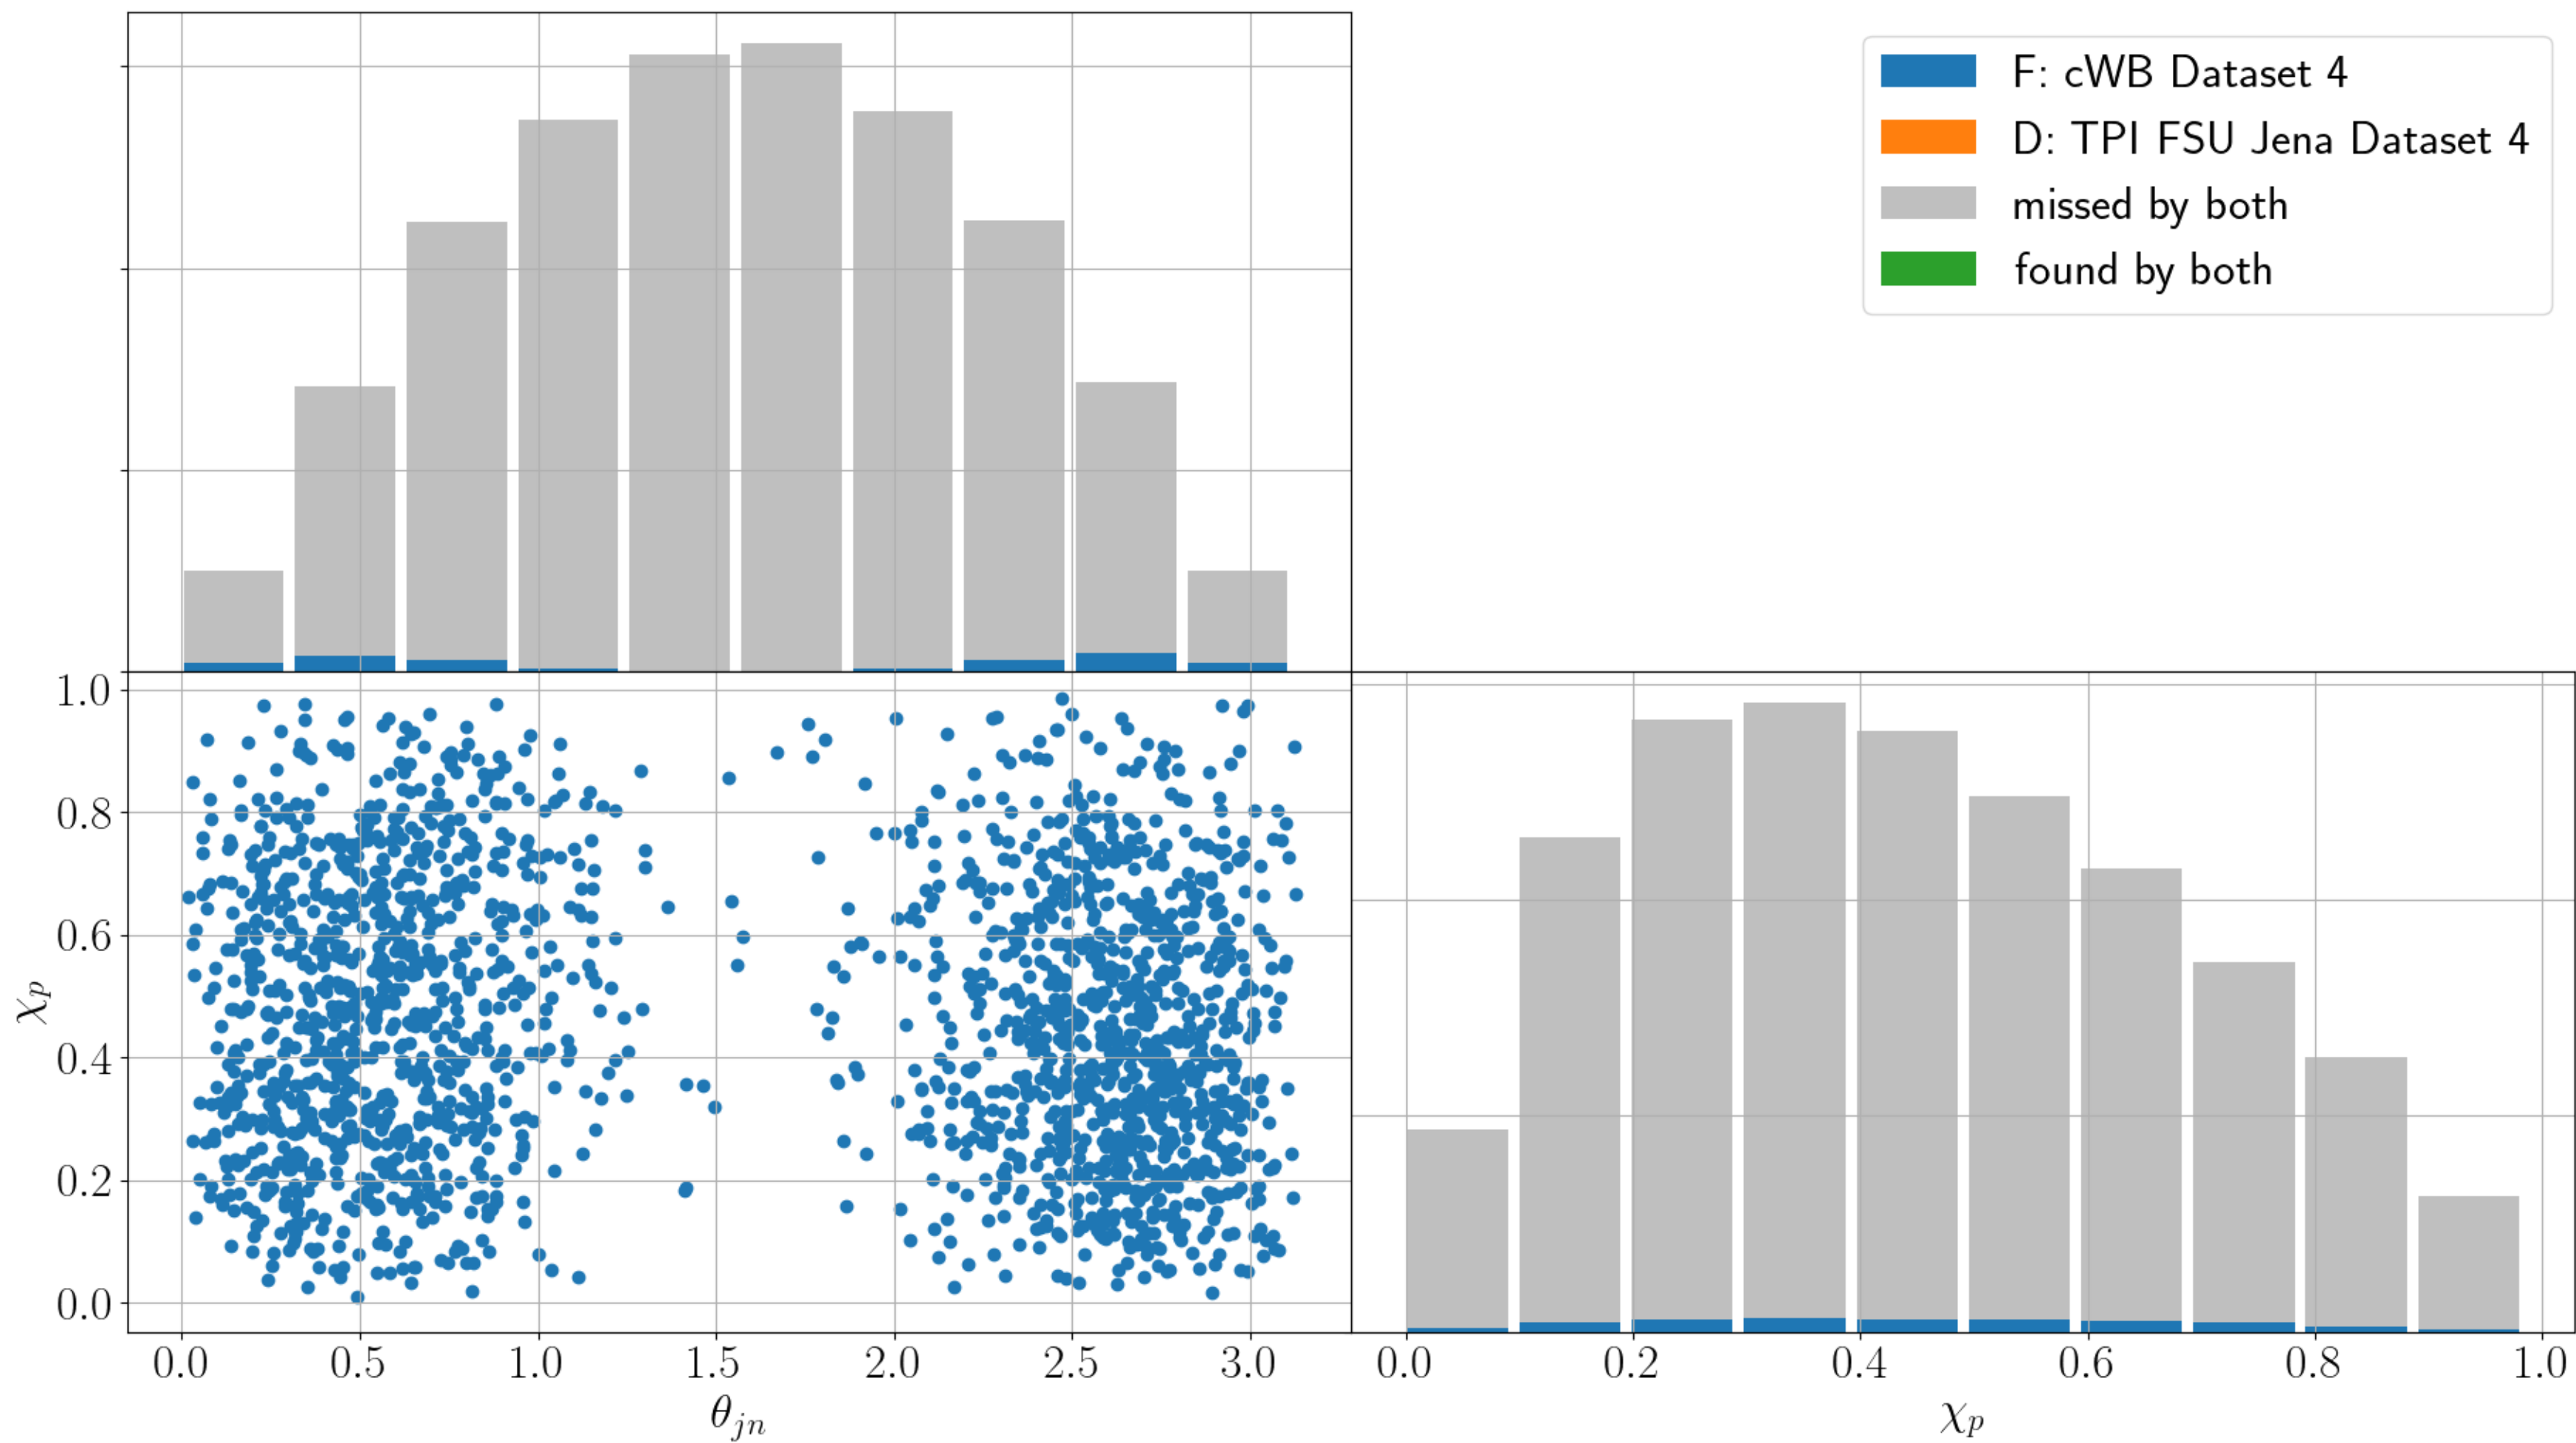 F: cWB Dataset 4
D: TPI FSU Jena Dataset 4
missed by both
found by both
1.0
0.8
0.6
0.4
0.2
0.0
χp
0.0 0.5 1.0 1.5 2.0 2.5 3.0
θjn
0.0 0.2 0.4 0.6 0.8 1.0
χp